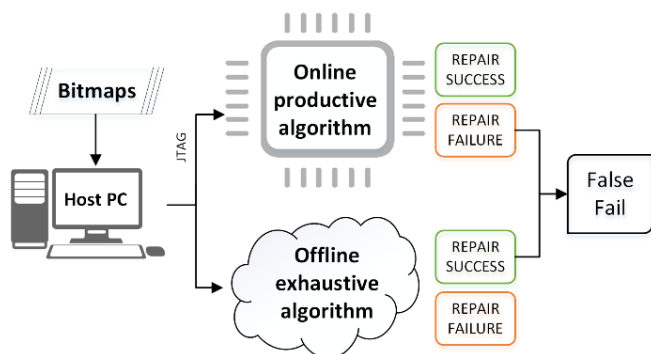 Bitmaps
Host PC
JTAG
Online
productive
algorithm
REPAIR
SUCCESS
REPAIR
FAILURE
False
Fail
Offline
exhaustive
algorithm
REPAIR
SUCCESS
REPAIR
FAILURE